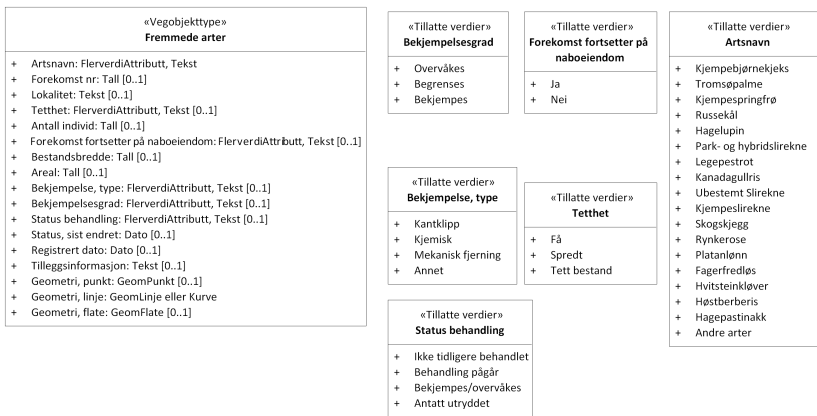 «Vegobjekttype»
Fremmede arter
+ Artsnavn: FlerverdiAttributt, Tekst
+ Forekomst nr: Tall [0..1]
+ Lokalitet: Tekst [0..1]
+ Tetthet: FlerverdiAttributt, Tekst [0..1]
+ Antall individ: Tall [0..1]
+ Forekomst fortsetter på naboeiendom: FlerverdiAttributt, Tekst [0..1]
+ Bestandsbredde: Tall [0..1]
+ Areal: Tall [0..1]
+ Bekjempelse, type: FlerverdiAttributt, Tekst [0..1]
+ Bekjempelsesgrad: FlerverdiAttributt, Tekst [0..1]
+ Status behandling: FlerverdiAttributt, Tekst [0..1]
+ Status, sist endret: Dato [0..1]
+ Registrert dato: Dato [0..1]
+ Tilleggsinformasjon: Tekst [0..1]
+ Geometri, punkt: GeomPunkt [0..1]
+ Geometri, linje: GeomLinje eller Kurve
+ Geometri, flate: GeomFlate [0..1]
«Tillatte verdier»
Bekjempelsesgrad
+ Overvåkes
+ Begrenses
+ Bekjempes
«Tillatte verdier»
Forekomst fortsetter på
naboeiendom
+ Ja
+ Nei
«Tillatte verdier»
Artsnavn
+ Kjempebjørnekjeks
+ Tromsøpalme
+ Kjempespringfrø
+ Russekål
+ Hagelupin
+ Park- og hybridslirekne
+ Legepestrot
+ Kanadagullris
+ Ubestemt Slirekne
+ Kjempeslirekne
+ Skogskjegg
+ Rynkerose
+ Platanlønn
+ Fagerfredløs
+ Hvitsteinkløver
+ Høstberberis
+ Hagepastinakk
+ Andre arter
«Tillatte verdier»
Bekjempelse, type
+ Kantklipp
+ Kjemisk
+ Mekanisk fjerning
+ Annet
«Tillatte verdier»
Tetthet
+ Få
+ Spredt
+ Tett bestand
«Tillatte verdier»
Status behandling
+ Ikke tidligere behandlet
+ Behandling pågår
+ Bekjempes/overvåkes
+ Antatt utryddet